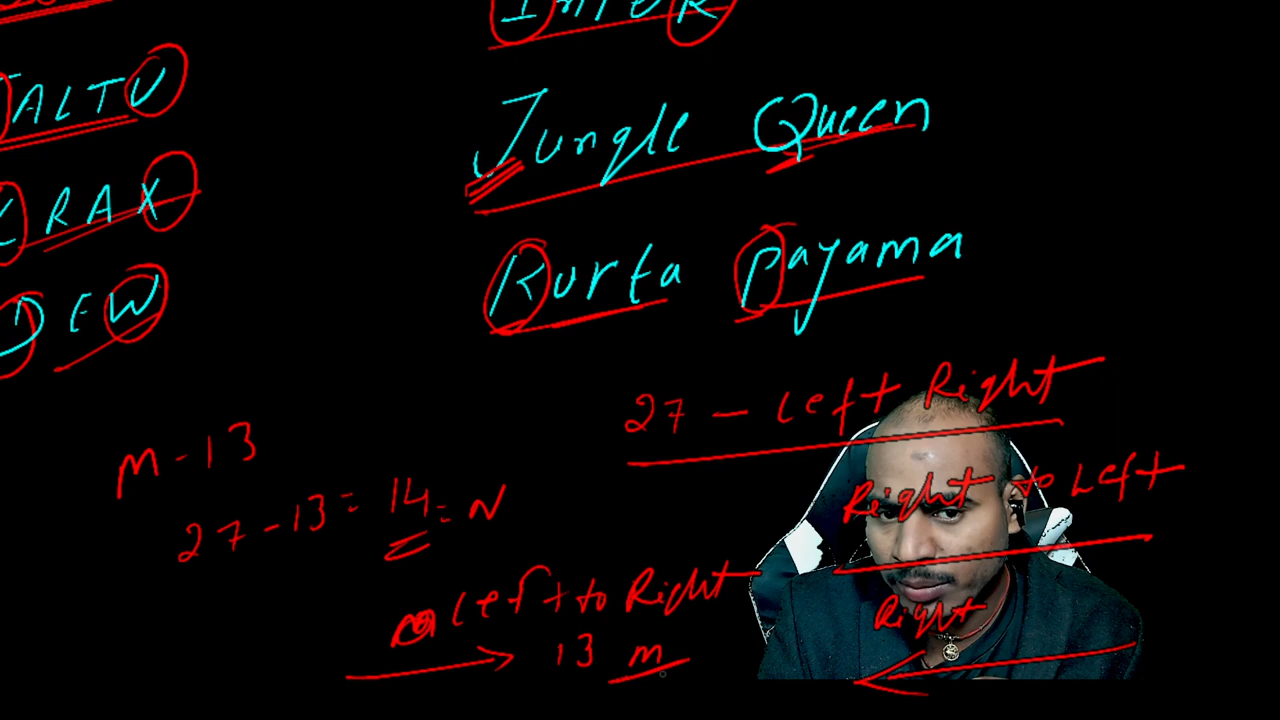 InTeR
ALTU
Jungle Queen
RAX
Kurta Payama
DEW
27 - Left Right
M - 13
Right to Left
27 - 13 = 14 = N
Left to Right
Right
13 m